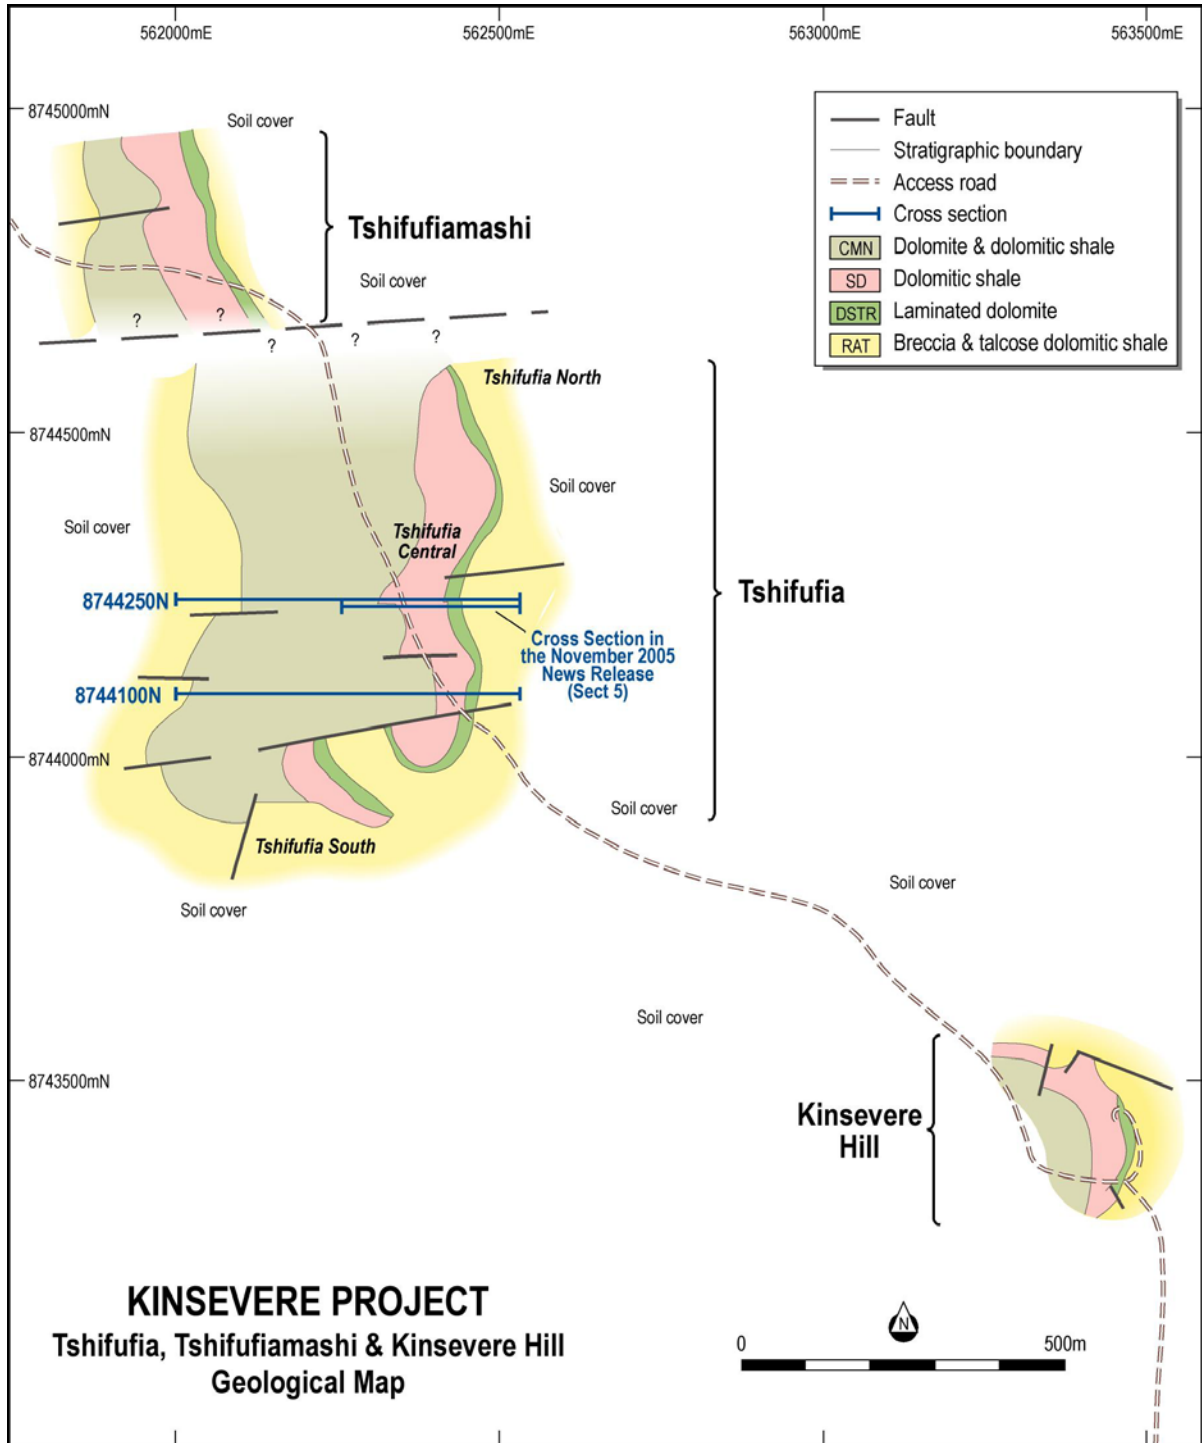 562000mE
562500mE
563000mE
563500mE
8745000mN
Soil cover
Fault
Stratigraphic boundary
Access road
Cross section
CMN Dolomite & dolomitic shale
SD Dolomitic shale
DSTR Laminated dolomite
RAT Breccia & talcose dolomitic shale
Tshifufiamashi
Soil cover
?
?
?
?
?
Tshifufia North
8744500mN
Soil cover
Soil cover
Tshifufia
Central
Tshifufia
8744250N
Cross Section in
the November 2005
News Release
(Sect 5)
8744100N
8744000mN
Soil cover
Tshifufia South
Soil cover
Soil cover
Soil cover
8743500mN
Kinsevere
Hill
KINSEVERE PROJECT
Tshifufia, Tshifufiamashi & Kinsevere Hill
Geological Map
N
0
500m